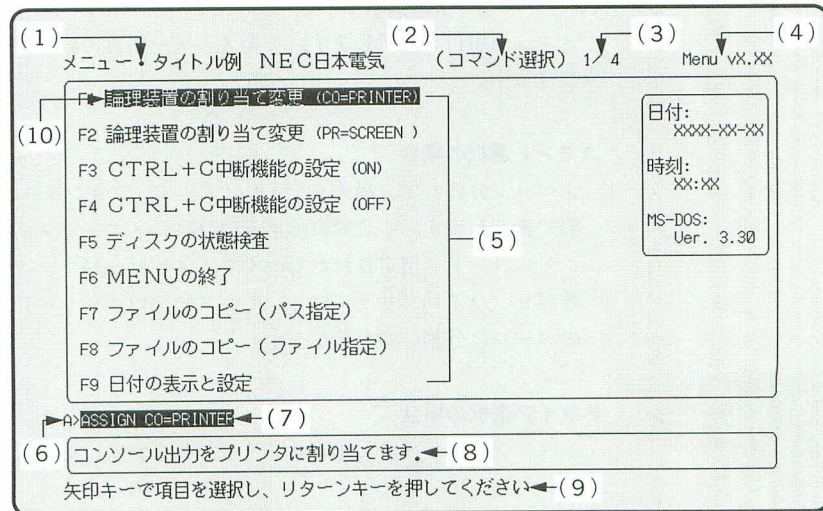 (1) (2) (3) (4)
メニュー・タイトル例 NEC日本電気 (コマンド選択) 1/4 Menu vX.XX
F1 論理装置の割り当て変更 (CO=PRINTER)
(10)
F2 論理装置の割り当て変更 (PR=SCREEN )
F3 CTRL+C中断機能の設定 (ON)
F4 CTRL+C中断機能の設定 (OFF)
F5 ディスクの状態検査
(5)
F6 MENUの終了
F7 ファイルのコピー(パス指定)
F8 ファイルのコピー(ファイル指定)
F9 日付の表示と設定
日付:
XXXX-XX-XX
時刻:
XX:XX
MS-DOS:
Ver. 3.30
A>ASSIGN CO=PRINTER (7)
(6) コンソール出力をプリンタに割り当てます. (8)
矢印キーで項目を選択し、リターンキーを押してください (9)